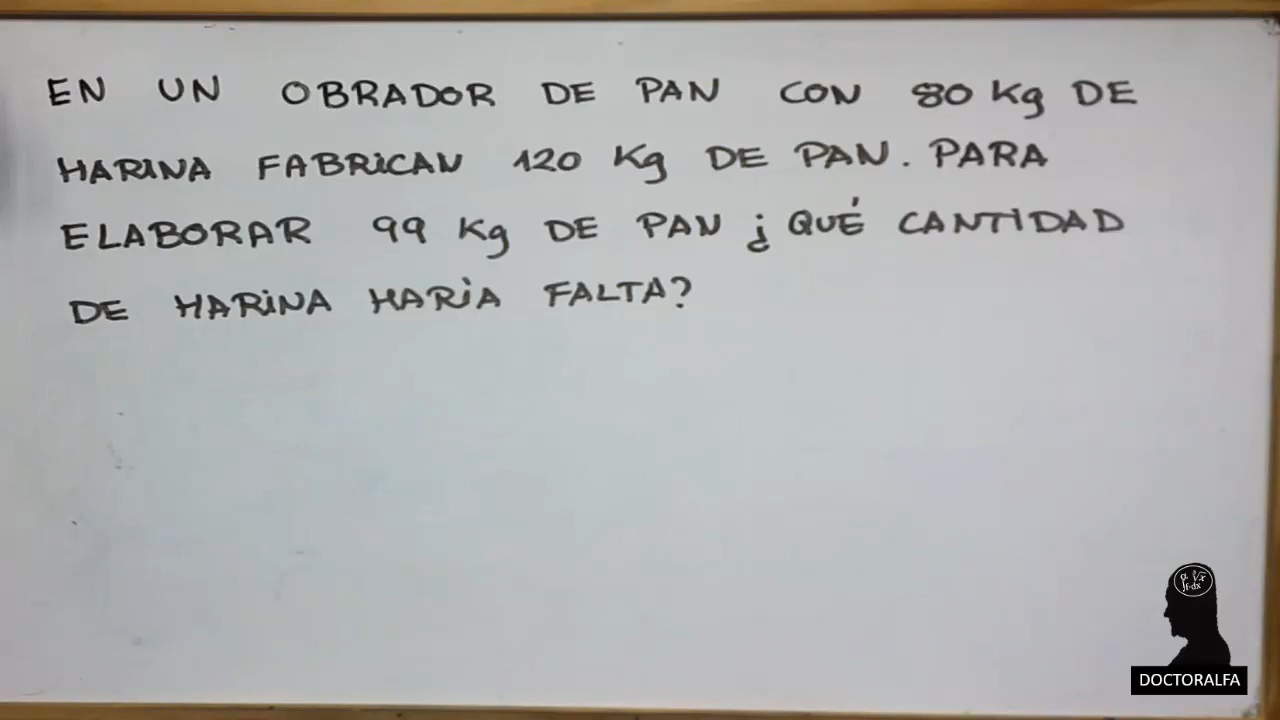 EN UN OBRADOR DE PAN CON 80 Kg DE
HARINA FABRICAN 120 Kg DE PAN. PARA
ELABORAR 99 Kg DE PAN ¿QUÉ CANTIDAD
DE HARINA HARÍA FALTA?
DOCTORALFA